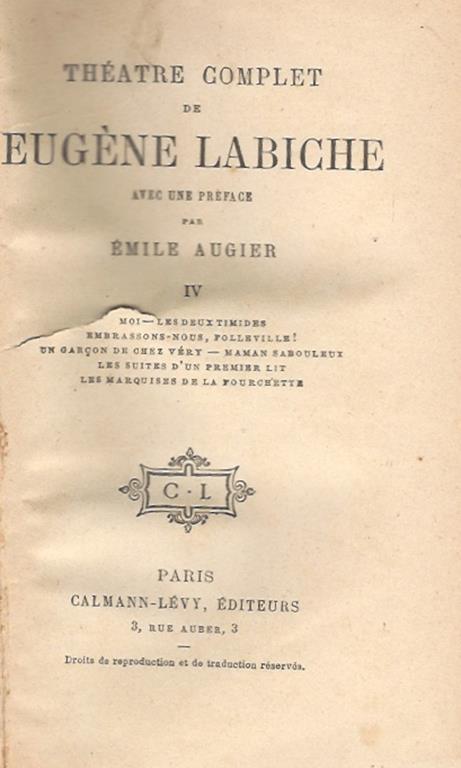 THÉATRE COMPLET
DE
EUGÈNE LABICHE
AVEC UNE PRÉFACE
PAR
ÉMILE AUGIER
IV
MOI — LES DEUX TIMIDES
EMBRASSONS-NOUS, FOLLEVILLE!
UN GARÇON DE CHEZ VÉRY — MAMAN SABOULEUX
LES SUITES D'UN PREMIER LIT
LES MARQUISES DE LA FOURCHETTE
C · L
PARIS
CALMANN-LÉVY, ÉDITEURS
3, RUE AUBER, 3
—
Droits de reproduction et de traduction réservés.